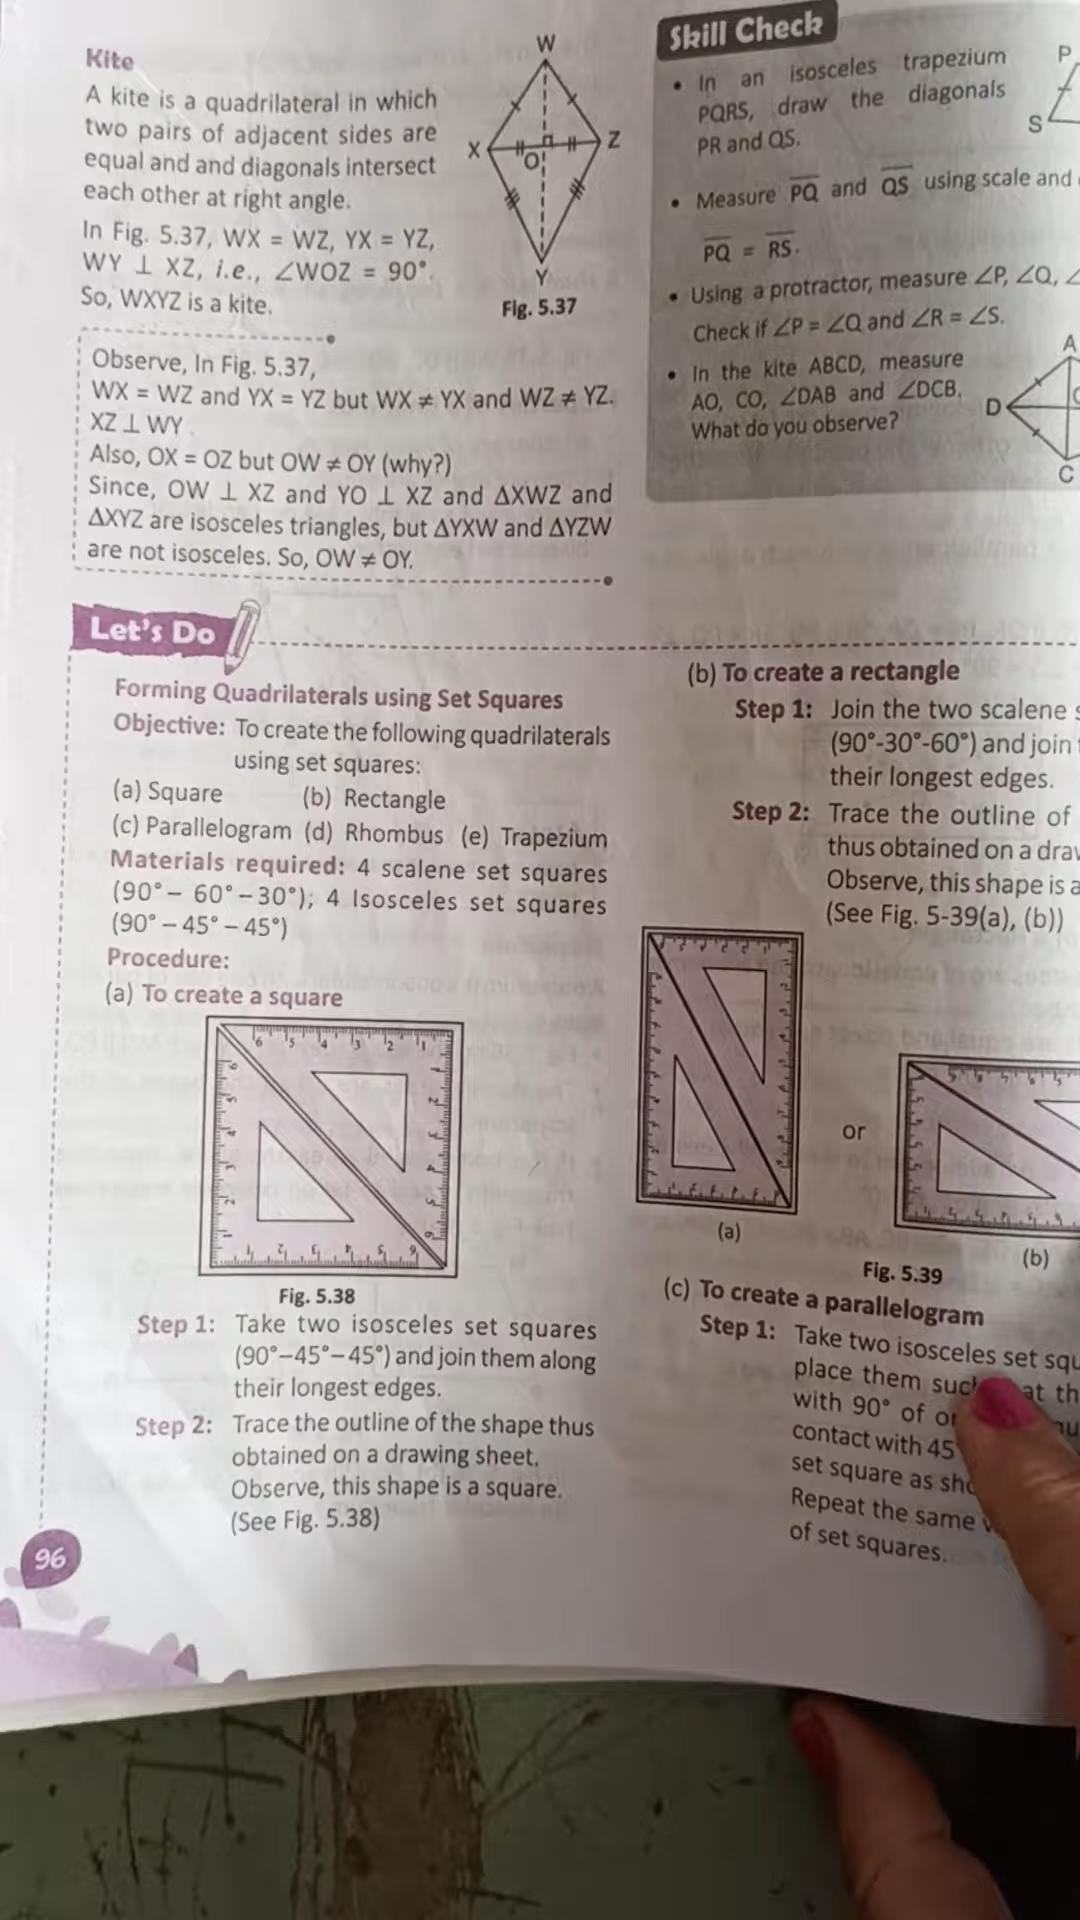 Kite
A kite is a quadrilateral in which
two pairs of adjacent sides are
equal and and diagonals intersect
each other at right angle.
In Fig. 5.37, WX = WZ, YX = YZ,
WY ⊥ XZ, i.e., ∠WOZ = 90°.
So, WXYZ is a kite.
W
X
Z
O
Y
Fig. 5.37
Observe, In Fig. 5.37,
WX = WZ and YX = YZ but WX ≠ YX and WZ ≠ YZ.
XZ ⊥ WY
Also, OX = OZ but OW ≠ OY (why?)
Since, OW ⊥ XZ and YO ⊥ XZ and ΔXWZ and
ΔXYZ are isosceles triangles, but ΔYXW and ΔYZW
are not isosceles. So, OW ≠ OY.
Skill Check
• In an isosceles trapezium
PQRS, draw the diagonals
PR and QS.
P
S
• Measure PQ and QS using scale and
PQ = RS.
• Using a protractor, measure ∠P, ∠Q, ∠
Check if ∠P = ∠Q and ∠R = ∠S.
• In the kite ABCD, measure
AO, CO, ∠DAB and ∠DCB.
What do you observe?
A
D
C
Let's Do
Forming Quadrilaterals using Set Squares
Objective: To create the following quadrilaterals
using set squares:
(a) Square (b) Rectangle
(c) Parallelogram (d) Rhombus (e) Trapezium
Materials required: 4 scalene set squares
(90° – 60° – 30°); 4 Isosceles set squares
(90° – 45° – 45°)
Procedure:
(a) To create a square
Fig. 5.38
Step 1: Take two isosceles set squares
(90°–45°–45°) and join them along
their longest edges.
Step 2: Trace the outline of the shape thus
obtained on a drawing sheet.
Observe, this shape is a square.
(See Fig. 5.38)
96
(b) To create a rectangle
Step 1: Join the two scalene
(90°-30°-60°) and join
their longest edges.
Step 2: Trace the outline of
thus obtained on a
Observe, this shape is a
(See Fig. 5-39(a), (b))
or
(a)
(b)
Fig. 5.39
(c) To create a parallelogram
Step 1: Take two isosceles set
place them
with 90° of
contact with 45
set square as
Repeat the same
of set squares.